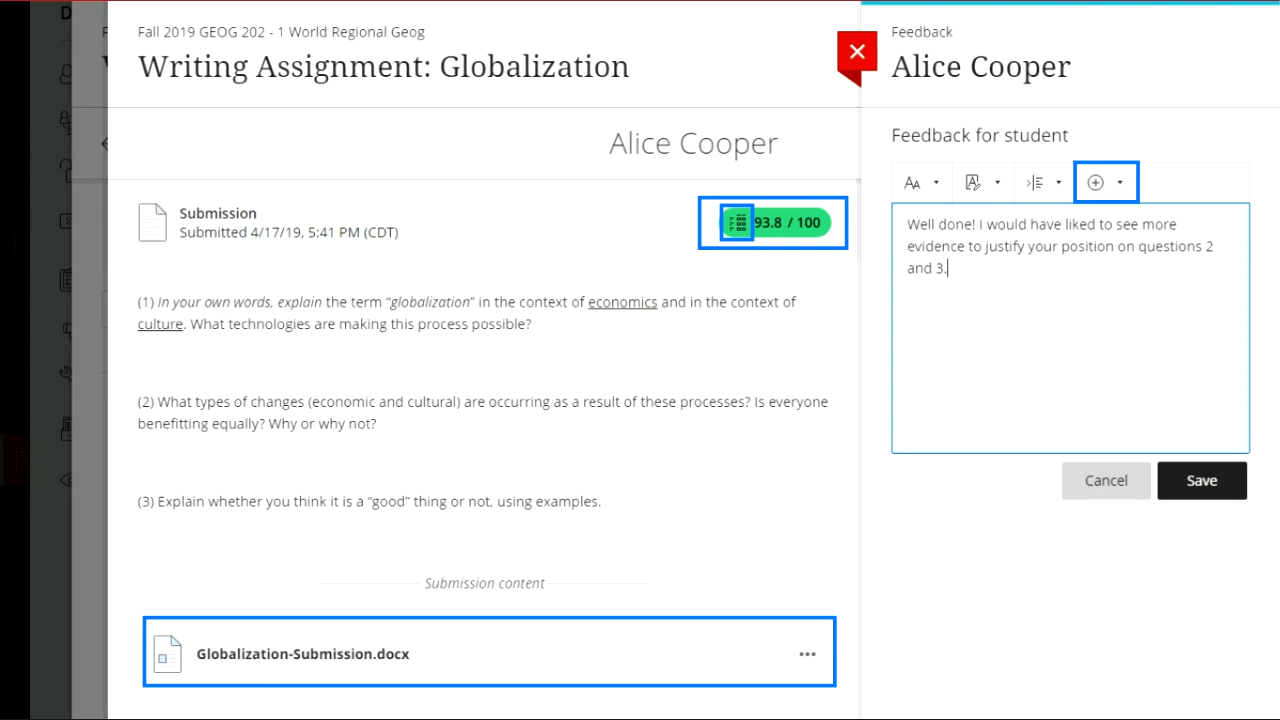 Fall 2019 GEOG 202 - 1 World Regional Geog
Writing Assignment: Globalization
Alice Cooper
Submission
Submitted 4/17/19, 5:41 PM (CDT)
93.8 / 100
(1) In your own words, explain the term “globalization” in the context of economics and in the context of
culture. What technologies are making this process possible?
(2) What types of changes (economic and cultural) are occurring as a result of these processes? Is everyone
benefitting equally? Why or why not?
(3) Explain whether you think it is a “good” thing or not, using examples.
Submission content
Globalization-Submission.docx
Feedback
Alice Cooper
Feedback for student
Well done! I would have liked to see more
evidence to justify your position on questions 2
and 3.
Cancel
Save